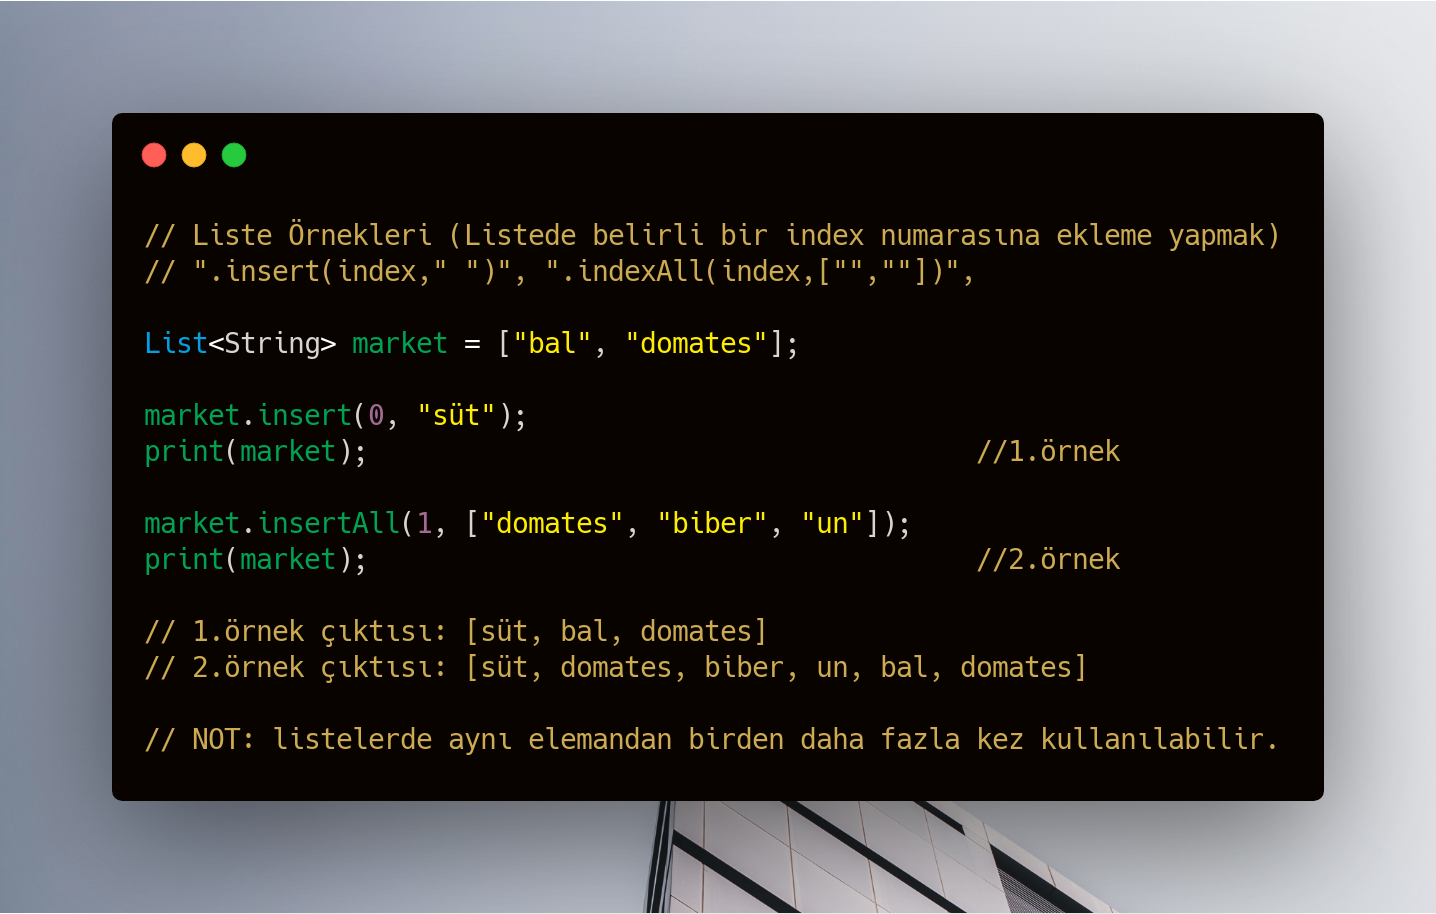 // Liste Örnekleri (Listede belirli bir index numarasına ekleme yapmak)
// ".insert(index," ")", ".indexAll(index,["",""])",
List<String> market = ["bal", "domates"];
market.insert(0, "süt");
print(market); //1.örnek
market.insertAll(1, ["domates", "biber", "un"]);
print(market); //2.örnek
// 1.örnek çıktısı: [süt, bal, domates]
// 2.örnek çıktısı: [süt, domates, biber, un, bal, domates]
// NOT: listelerde aynı elemandan birden daha fazla kez kullanılabilir.